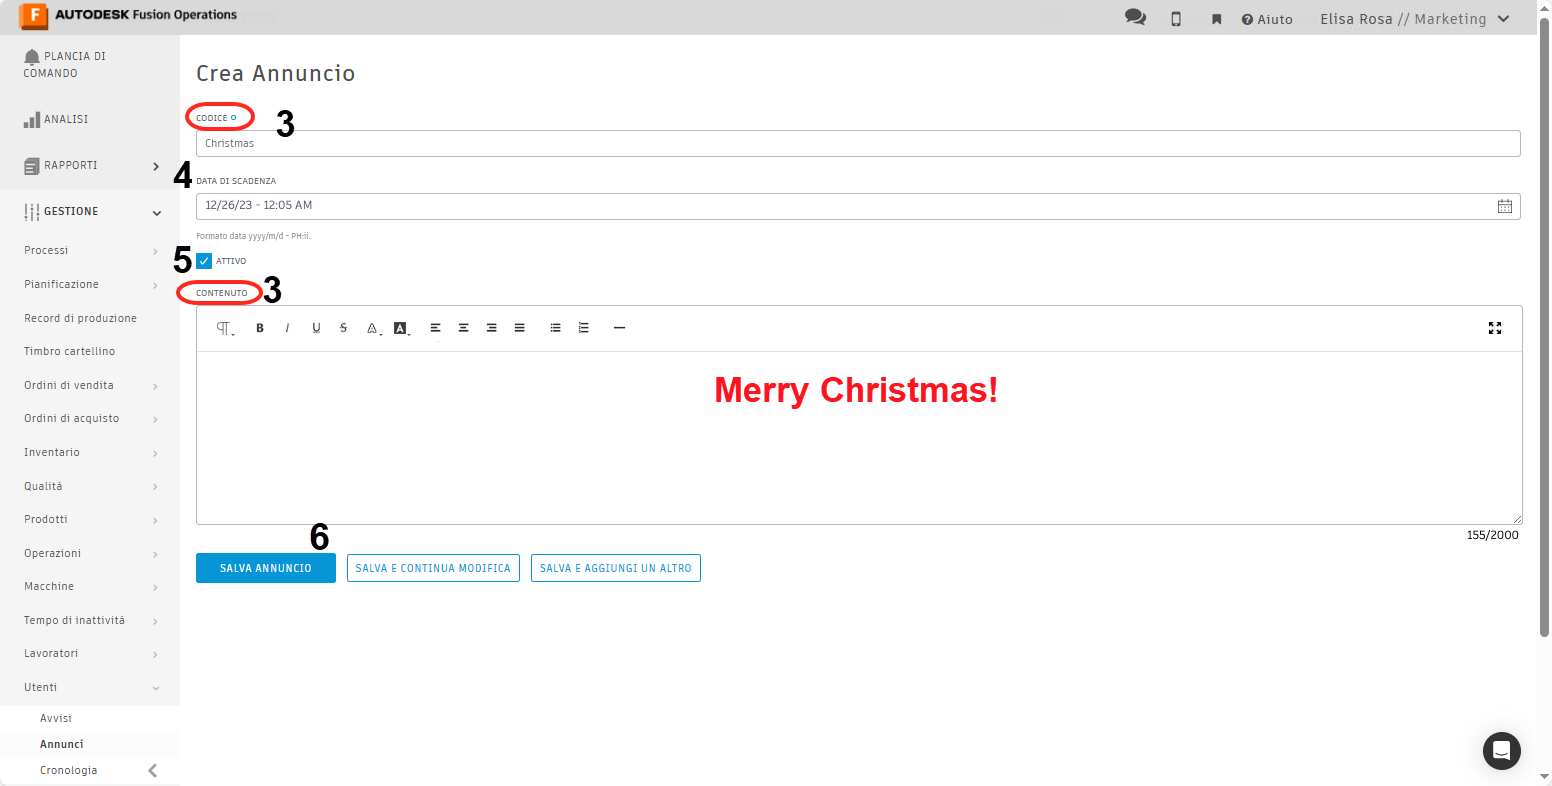 AUTODESK Fusion Operations
Aiuto
Elisa Rosa // Marketing
PLANCIA DI
COMANDO
ANALISI
RAPPORTI
GESTIONE
Processi
Pianificazione
Record di produzione
Timbro cartellino
Ordini di vendita
Ordini di acquisto
Inventario
Qualità
Prodotti
Operazioni
Macchine
Tempo di inattività
Lavoratori
Utenti
Avvisi
Annunci
Cronologia
Crea Annuncio
CODICE
3
Christmas
4
DATA DI SCADENZA
12/26/23 - 12:05 AM
Formato data yyyy/m/d - PH:ii.
5
ATTIVO
CONTENUTO
3
B I U S A A
Merry Christmas!
155/2000
6
SALVA ANNUNCIO
SALVA E CONTINUA MODIFICA
SALVA E AGGIUNGI UN ALTRO